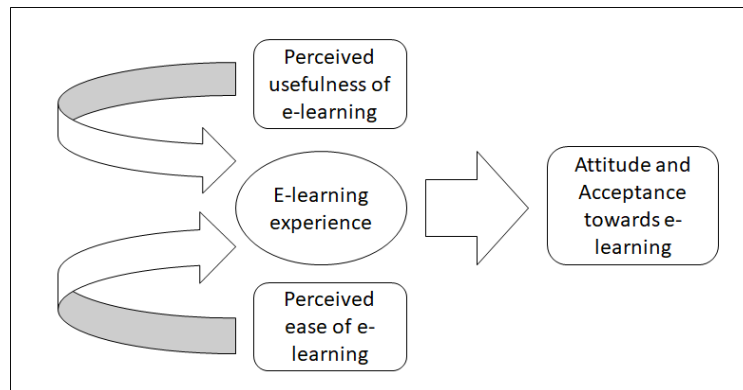 Perceived
usefulness of
e-learning
E-learning
experience
Perceived
ease of e-
learning
Attitude and
Acceptance
towards e-
learning